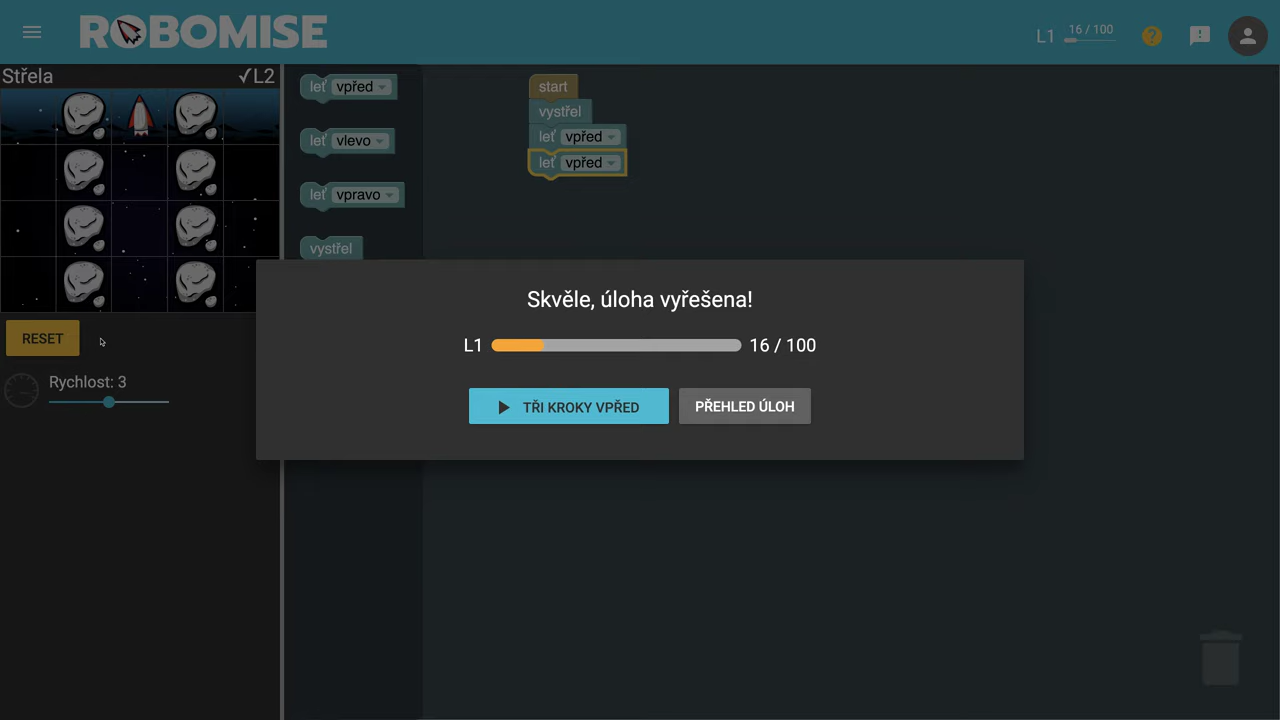 ROBOMISE
L1 16 / 100
?
Střela
√L2
leť vpřed
leť vlevo
leť vpravo
vystřel
start
vystřel
leť vpřed
leť vpřed
RESET
Rychlost: 3
Skvěle, úloha vyřešena!
L1 16 / 100
TŘI KROKY VPŘED
PŘEHLED ÚLOH